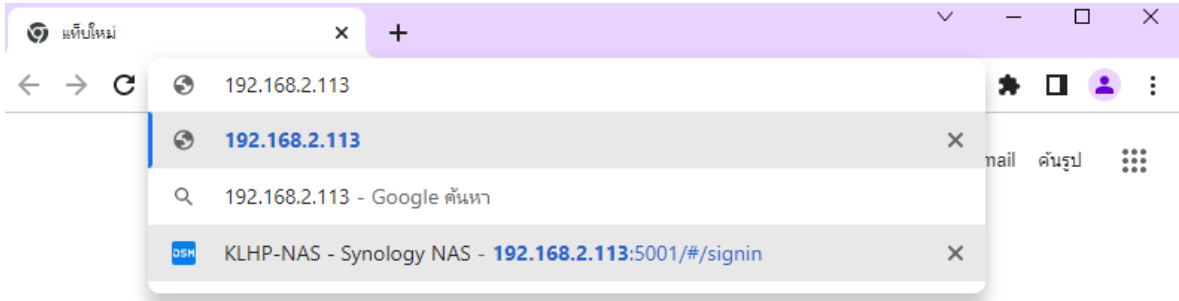 แท็บใหม่
192.168.2.113
192.168.2.113
mail ค้นรูป
192.168.2.113 - Google ค้นหา
DSM KLHP-NAS - Synology NAS - 192.168.2.113:5001/#/signin